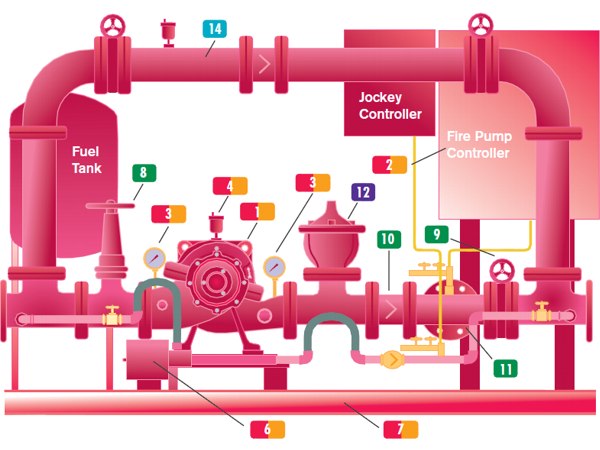 14
Jockey
Controller
Fire Pump
Controller
Fuel
Tank
2
8
3
4
3
12
1
10
9
11
6
7